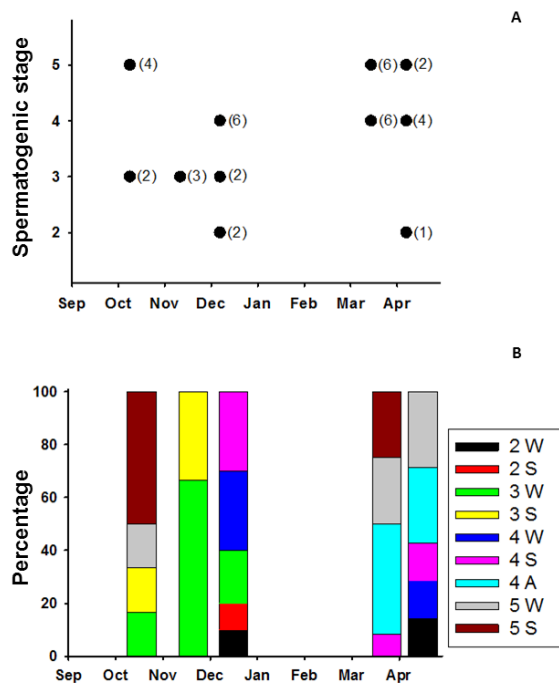 A
Spermatogenic stage
5
4
3
2
(4)
(6)
(2)
(6)
(6)
(4)
(2)
(3)
(2)
(2)
(1)
Sep Oct Nov Dec Jan Feb Mar Apr
B
Percentage
100
80
60
40
20
0
Sep Oct Nov Dec Jan Feb Mar Apr
2 W
2 S
3 W
3 S
4 W
4 S
4 A
5 W
5 S